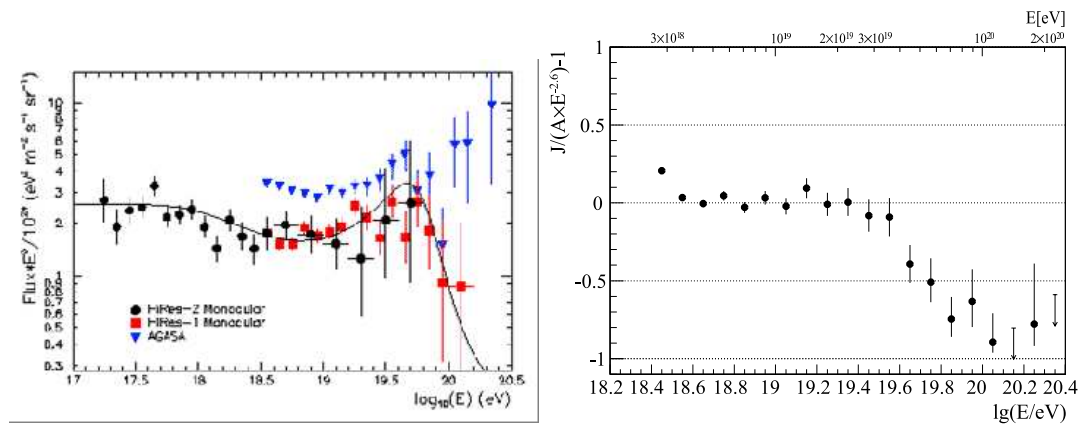 Flux*E³/10²⁴ (eV² m⁻² s⁻¹ sr⁻¹)
10
9
8
7
6
5
4
3
2
1
0.9
0.8
0.7
0.6
0.5
0.4
0.3
HiRes-2 Monocular
HiRes-1 Monocular
AGASA
17 17.5 18 18.5 19 19.5 20 20.5
log₁₀(E) (eV)
E[eV]
3×10¹⁸ 10¹⁹ 2×10¹⁹ 3×10¹⁹ 10²⁰ 2×10²⁰
J/(A×E⁻²·⁶)-1
1
0.5
0
-0.5
-1
18.2 18.4 18.6 18.8 19 19.2 19.4 19.6 19.8 20 20.2 20.4
lg(E/eV)